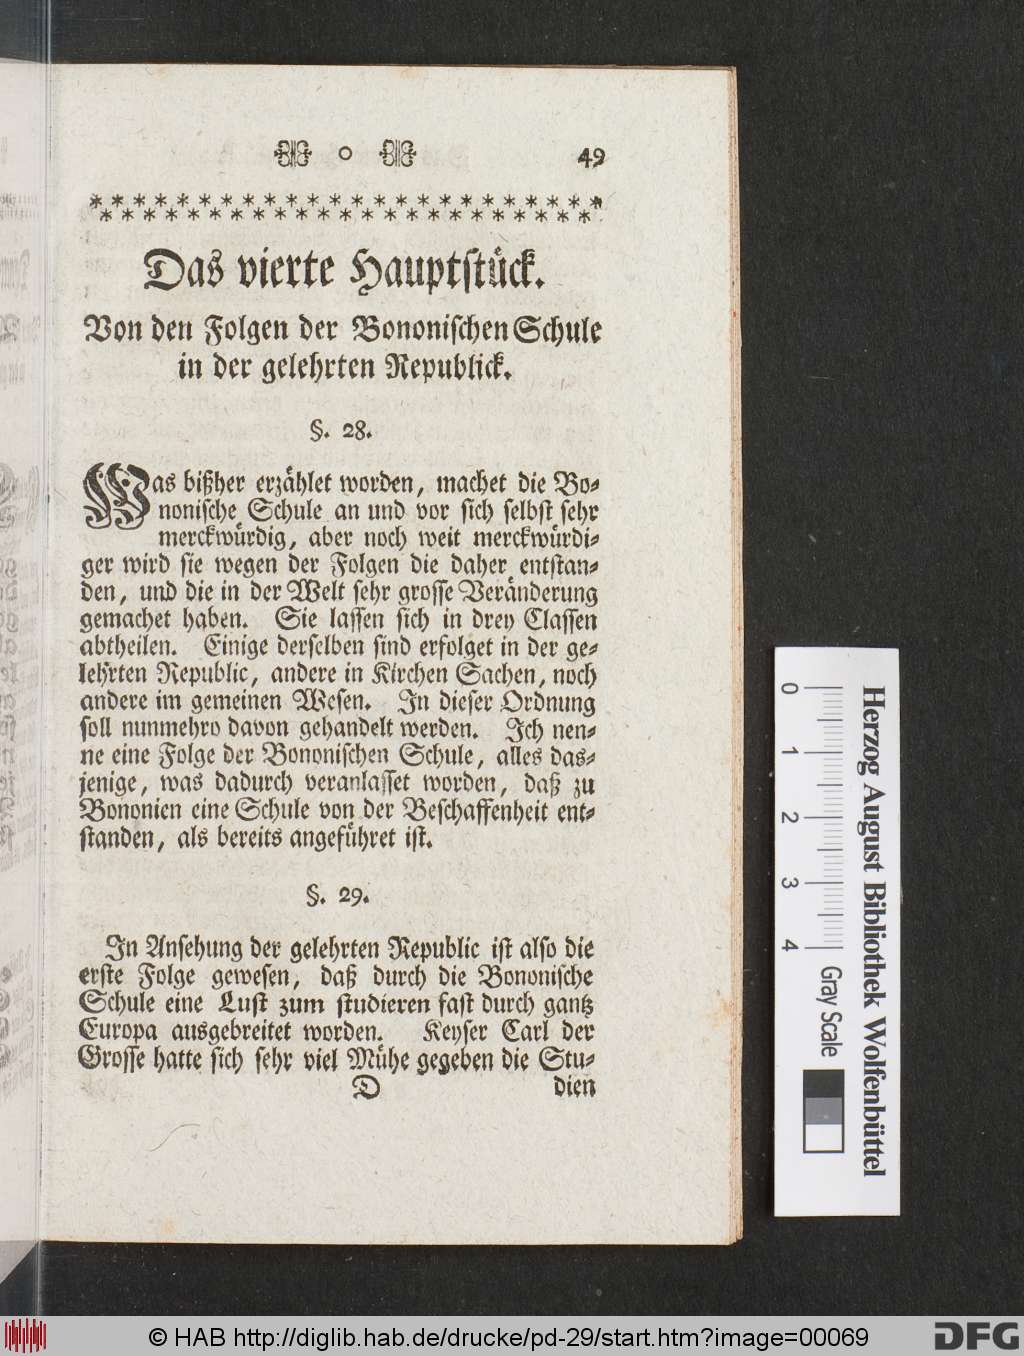 49
Das vierte Hauptstück.
Von den Folgen der Bononischen Schule
in der gelehrten Republick.
§. 28.
Was bißher erzählet worden, machet die Bo-
nonische Schule an und vor sich selbst sehr
merckwürdig, aber noch weit merckwürdi-
ger wird sie wegen der Folgen die daher entstan-
den, und die in der Welt sehr grosse Veränderung
gemachet haben. Sie lassen sich in drey Classen
abtheilen. Einige derselben sind erfolget in der ge-
lehrten Republic, andere in Kirchen Sachen, noch
andere im gemeinen Wesen. In dieser Ordnung
soll nunmehro davon gehandelt werden. Ich nen-
ne eine Folge der Bononischen Schule, alles das-
jenige, was dadurch veranlasset worden, daß zu
Bononien eine Schule von der Beschaffenheit ent-
standen, als bereits angeführet ist.
§. 29.
In Ansehung der gelehrten Republic ist also die
erste Folge gewesen, daß durch die Bononische
Schule eine Lust zum studieren fast durch gantz
Europa ausgebreitet worden. Keyser Carl der
Grosse hatte sich sehr viel Mühe gegeben die Stu-
D dien
Herzog August Bibliothek Wolfenbüttel
0 1 2 3 4 Gray Scale
© HAB http://diglib.hab.de/drucke/pd-29/start.htm?image=00069
DFG